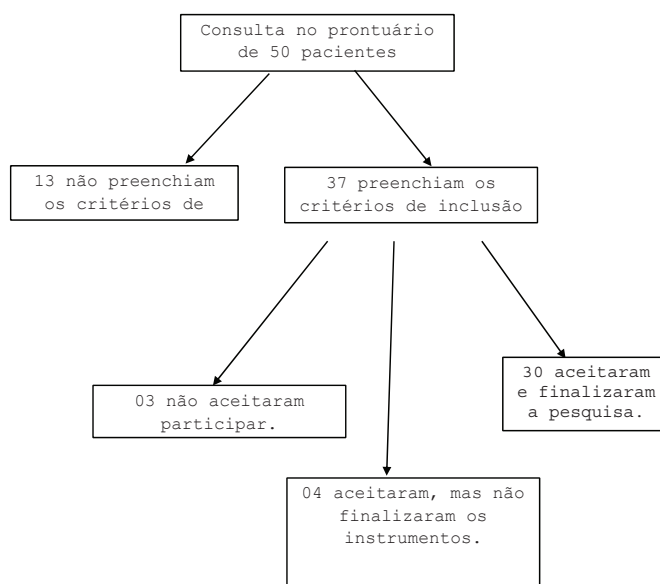 Consulta no prontuário
de 50 pacientes
13 não preenchiam
os critérios de
37 preenchiam os
critérios de inclusão
03 não aceitaram
participar.
30 aceitaram
e finalizaram
a pesquisa.
04 aceitaram, mas não
finalizaram os
instrumentos.